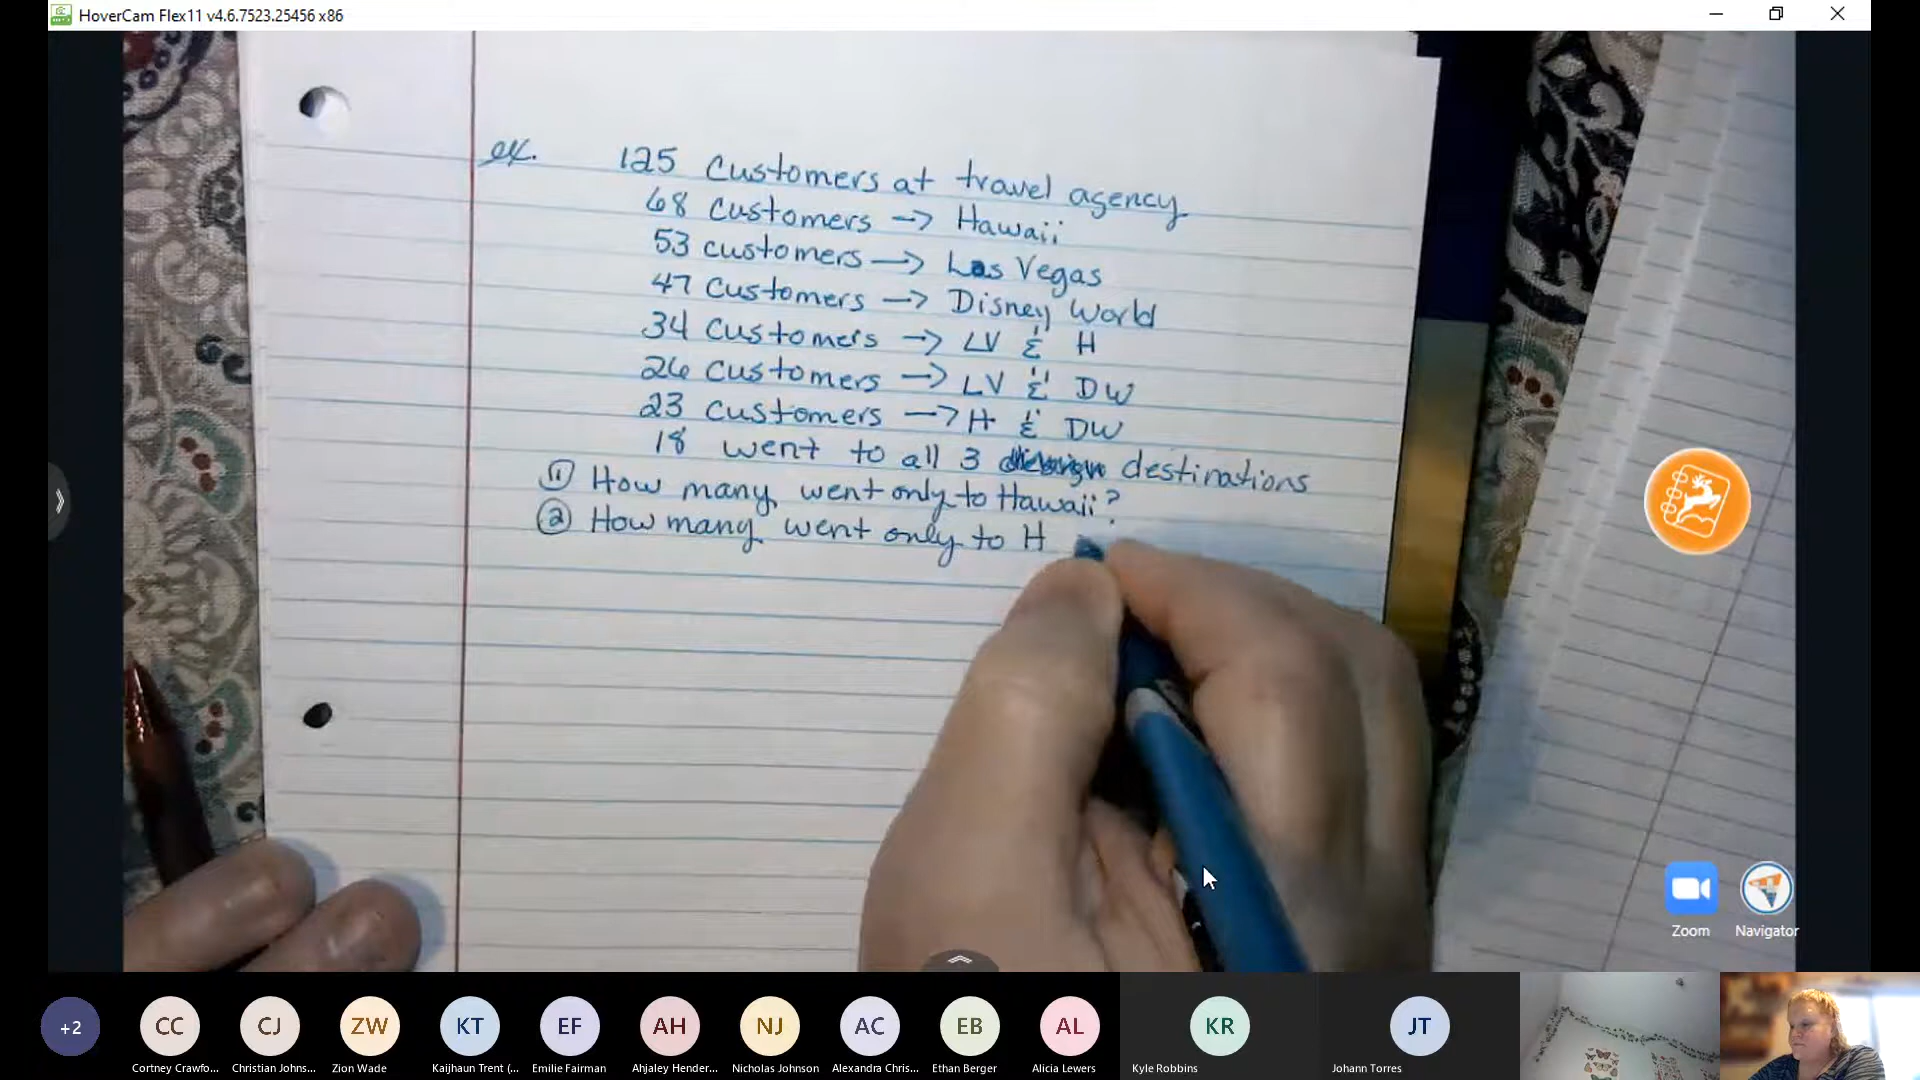 HoverCam Flex11 v4.6.7523.25456 x86
ex. 125 Customers at travel agency
68 customers → Hawaii
53 customers → Las Vegas
47 Customers → Disney World
34 Customers → LV & H
26 Customers → LV & DW
23 customers → H & DW
18 went to all 3 destinations
① How many went only to Hawaii?
② How many went only to H
Zoom Navigator
+2 CC CJ ZW KT EF AH NJ AC EB AL KR JT
Cortney Crawfo... Christian Johns... Zion Wade Kaijhaun Trent (... Emilie Fairman Ahjaley Hender... Nicholas Johnson Alexandra Chris... Ethan Berger Alicia Lewers Kyle Robbins Johann Torres